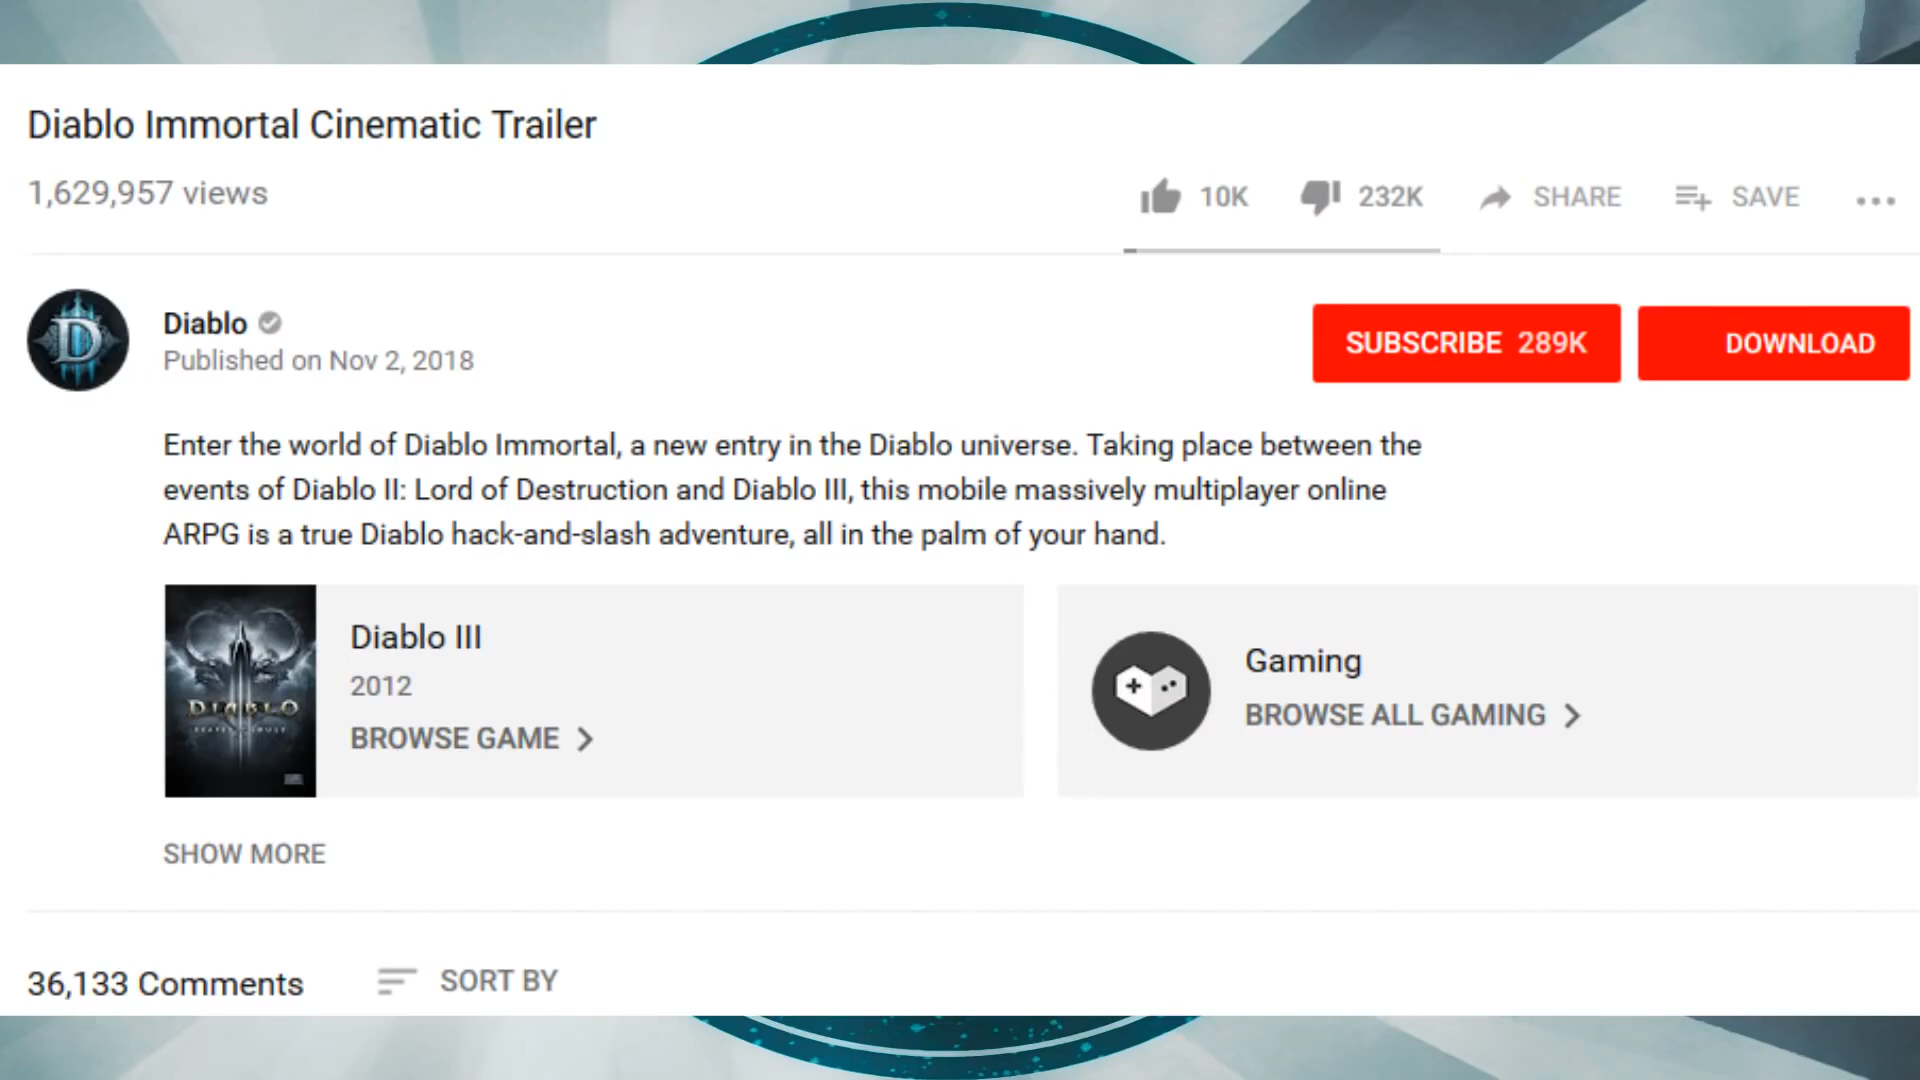 Diablo Immortal Cinematic Trailer
1,629,957 views
10K
232K
SHARE
SAVE
Diablo
Published on Nov 2, 2018
SUBSCRIBE 289K
DOWNLOAD
Enter the world of Diablo Immortal, a new entry in the Diablo universe. Taking place between the
events of Diablo II: Lord of Destruction and Diablo III, this mobile massively multiplayer online
ARPG is a true Diablo hack-and-slash adventure, all in the palm of your hand.
DIABLO
Diablo III
2012
BROWSE GAME
Gaming
BROWSE ALL GAMING
SHOW MORE
36,133 Comments
SORT BY